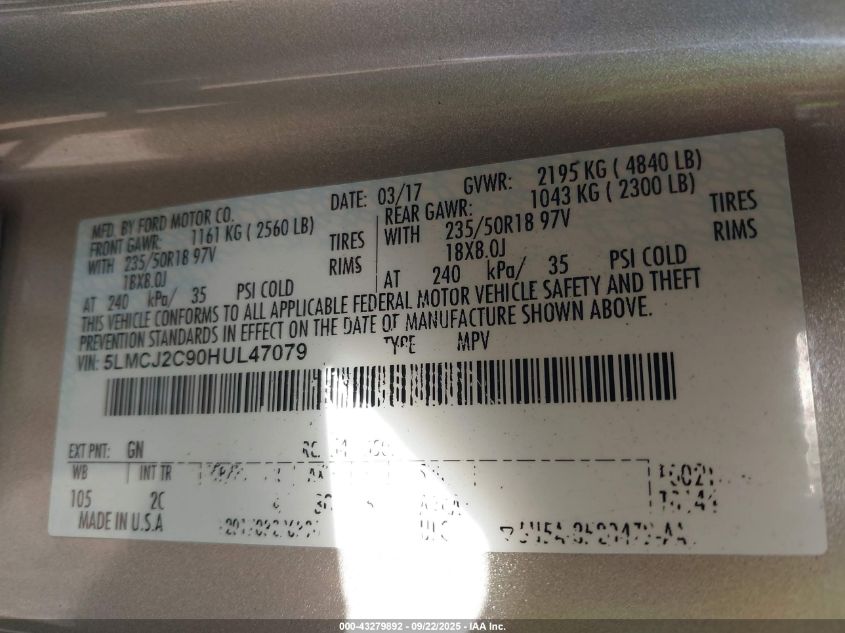 MFD. BY FORD MOTOR CO. DATE: 03/17 GVWR: 2195 KG ( 4840 LB)
FRONT GAWR: 1161 KG ( 2560 LB) REAR GAWR: 1043 KG ( 2300 LB)
WITH 235/50R18 97V TIRES WITH 235/50R18 97V TIRES
18X8.0J RIMS 18X8.0J RIMS
AT 240 kPa/ 35 PSI COLD AT 240 kPa/ 35 PSI COLD
THIS VEHICLE CONFORMS TO ALL APPLICABLE FEDERAL MOTOR VEHICLE SAFETY AND THEFT
PREVENTION STANDARDS IN EFFECT ON THE DATE OF MANUFACTURE SHOWN ABOVE.
VIN: 5LMCJ2C90HUL47079 TYPE MPV
EXT PNT: GN
WB INT TR
105 2C
MADE IN U.S.A
000-43279892 - 09/22/2025 - IAA Inc.